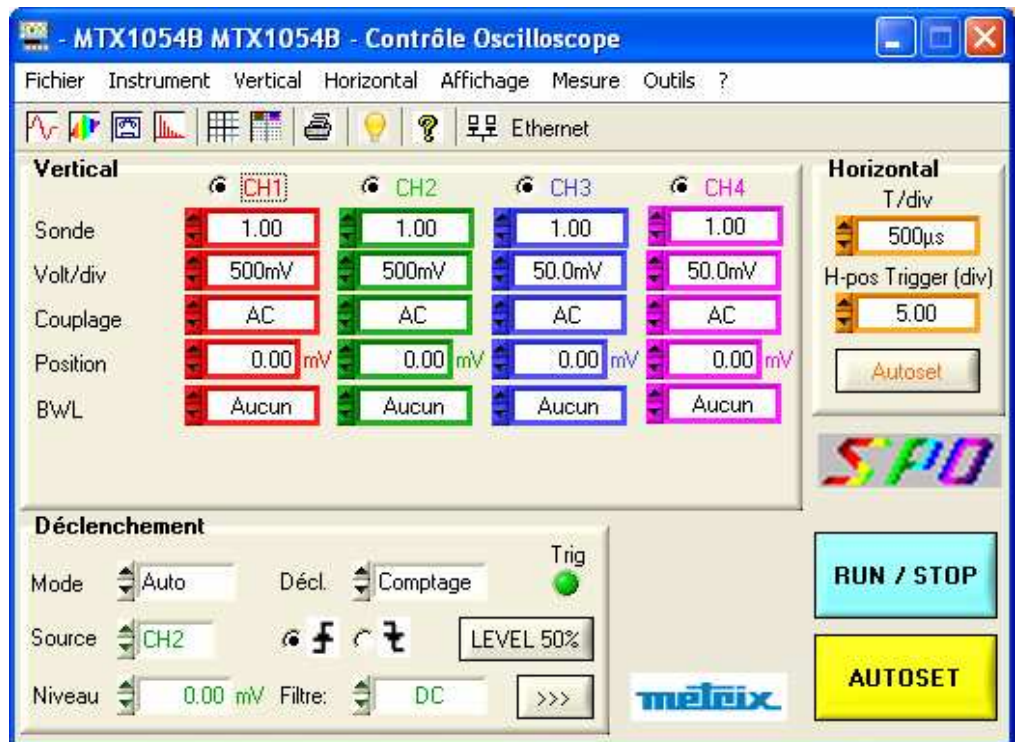 - MTX1054B MTX1054B - Contrôle Oscilloscope
Fichier Instrument Vertical Horizontal Affichage Mesure Outils ?
Ethernet
Vertical
CH1 CH2 CH3 CH4
Sonde 1.00 1.00 1.00 1.00
Volt/div 500mV 500mV 50.0mV 50.0mV
Couplage AC AC AC AC
Position 0.00 mV 0.00 mV 0.00 mV 0.00 mV
BWL Aucun Aucun Aucun Aucun
Horizontal
T/div
500µs
H-pos Trigger (div)
5.00
Autoset
SPO
Déclenchement
Trig
Mode Auto Décl. Comptage
Source CH2 LEVEL 50%
Niveau 0.00 mV Filtre: DC >>>
metrix
RUN / STOP
AUTOSET